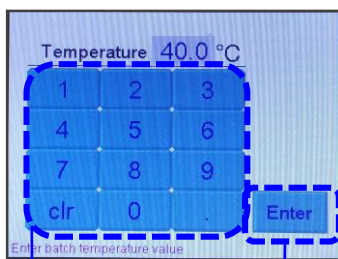 Temperature 40.0 °C
1 2 3
4 5 6
7 8 9
clr 0 .
Enter
Enter batch temperature value